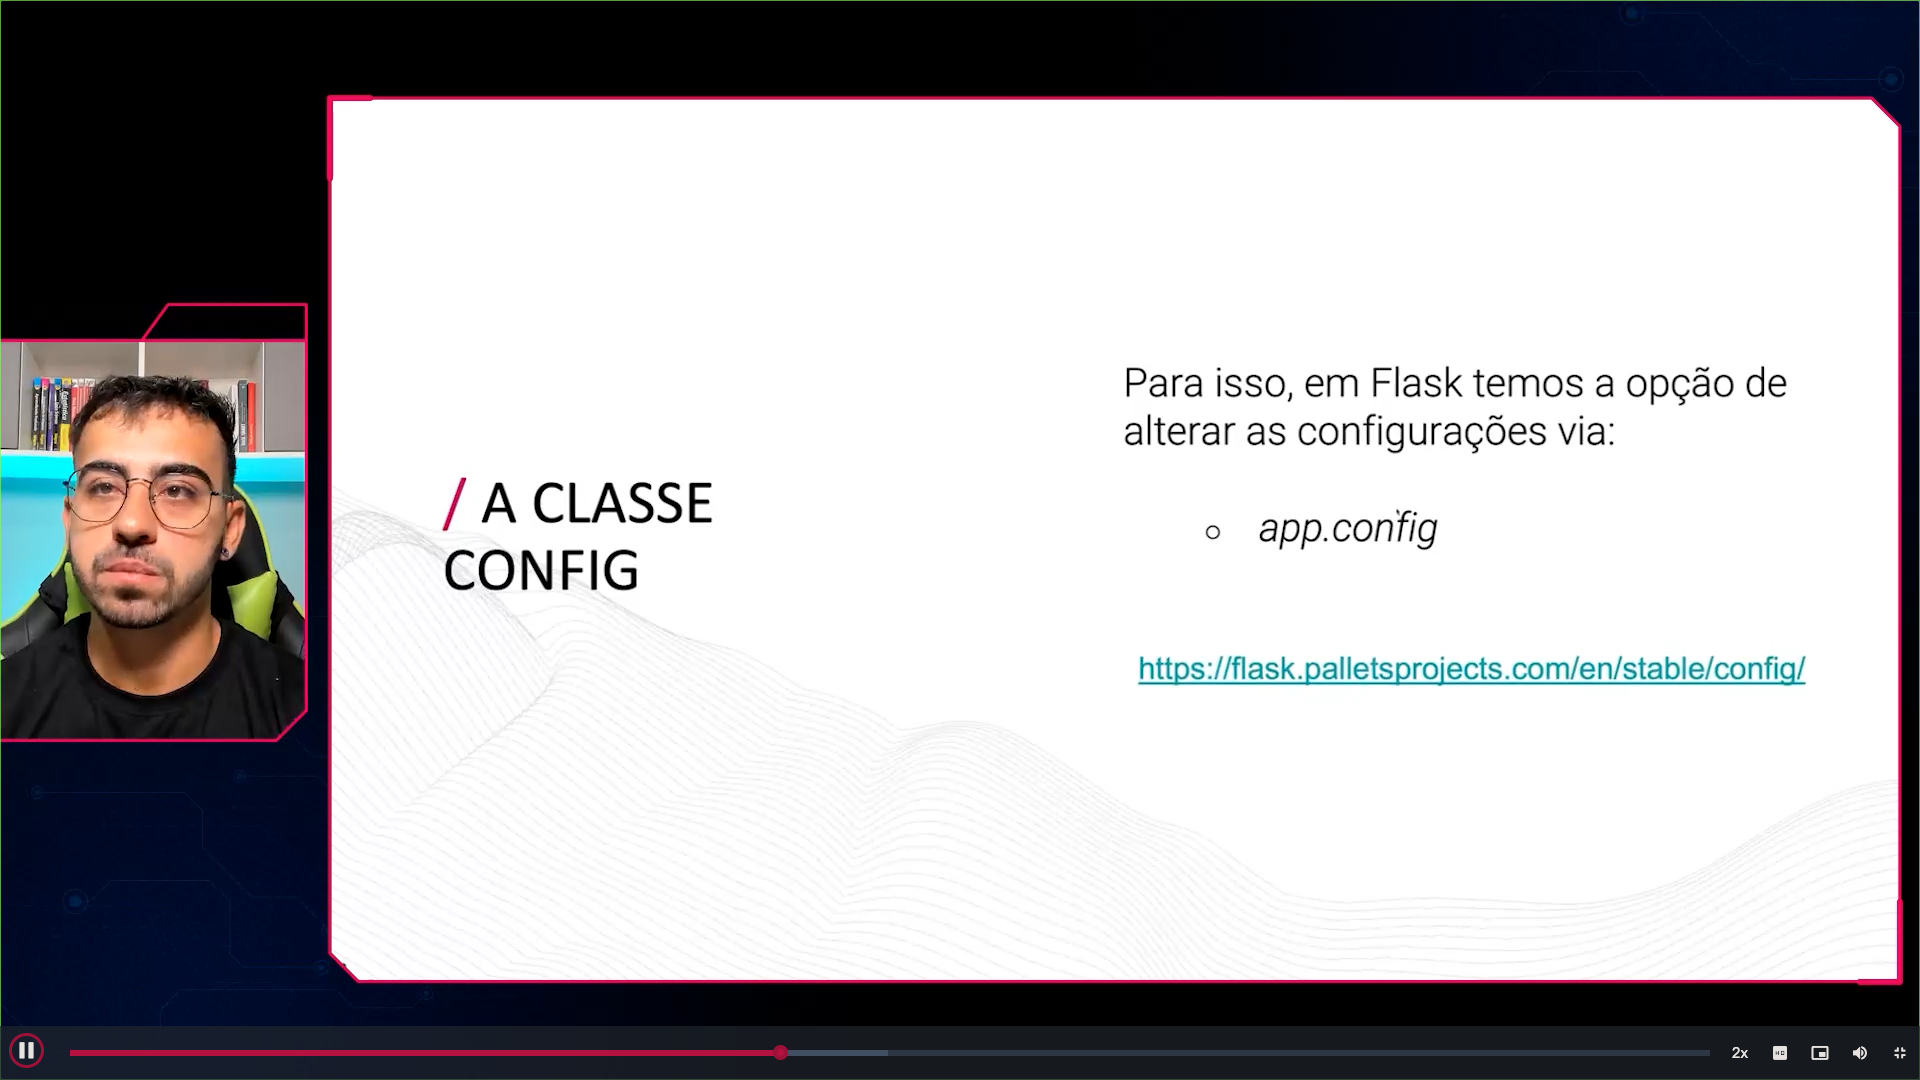 / A CLASSE
CONFIG
Para isso, em Flask temos a opção de
alterar as configurações via:
○ app.config
https://flask.palletsprojects.com/en/stable/config/
2x
HD